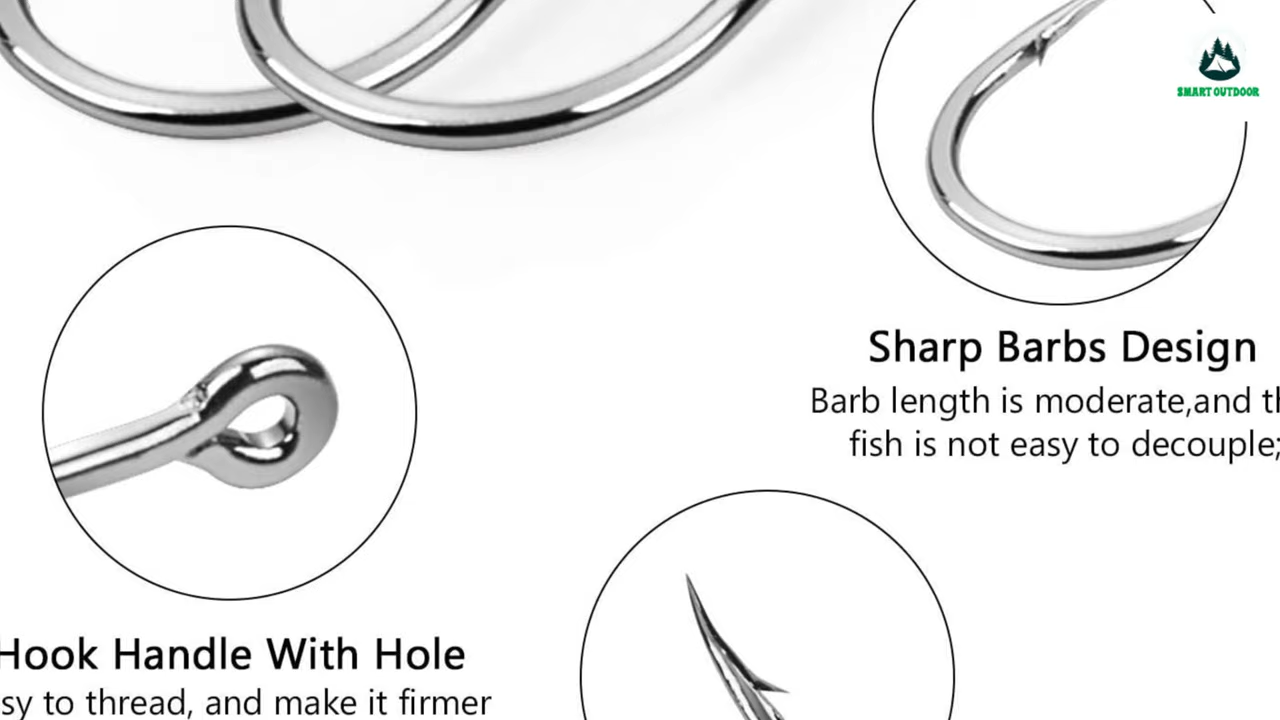 SMART OUTDOOR
Sharp Barbs Design
Barb length is moderate,and th
fish is not easy to decouple;
Hook Handle With Hole
sy to thread, and make it firmer